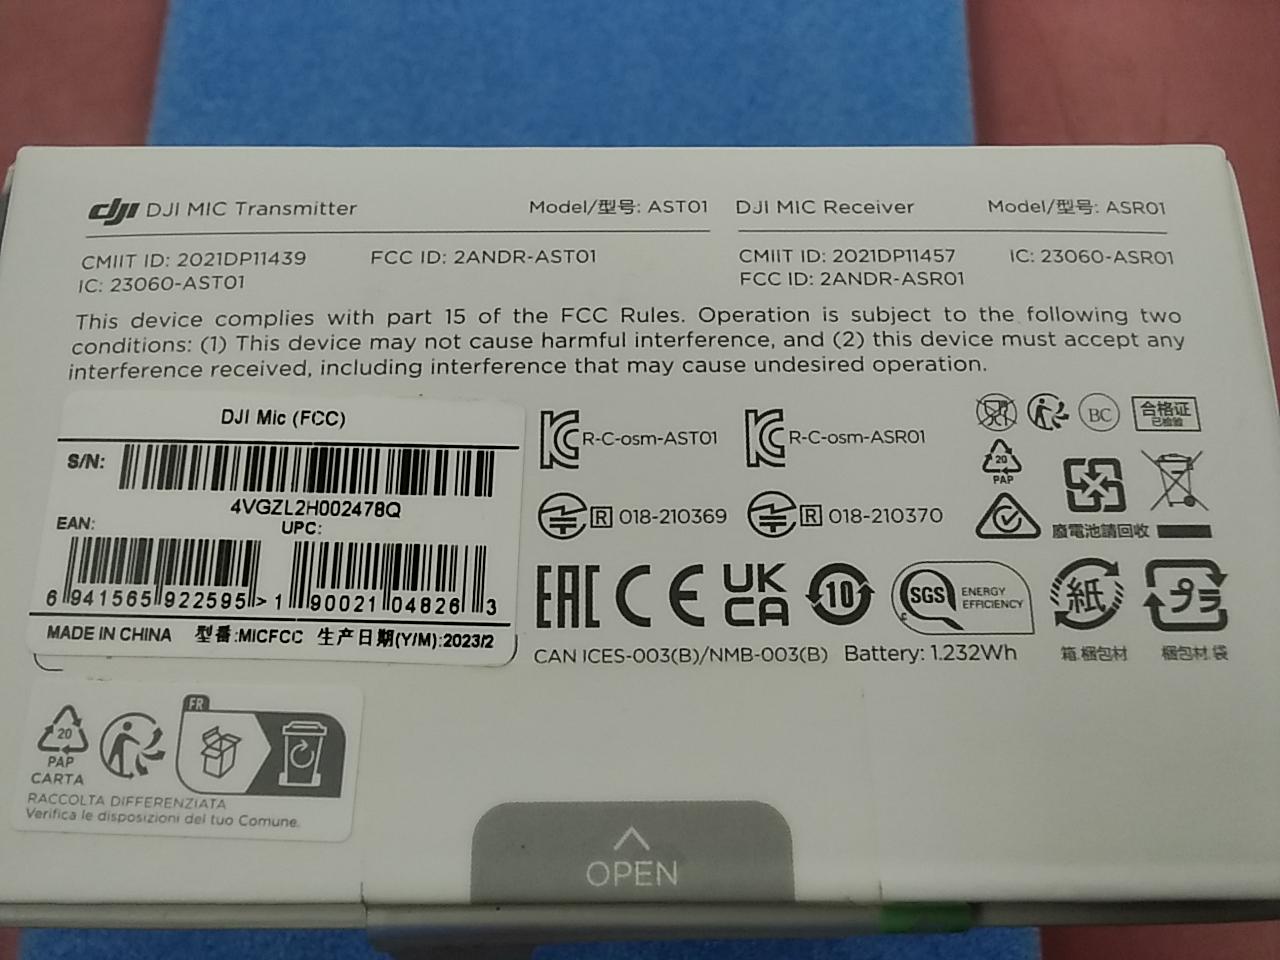 dji DJI MIC Transmitter Model/型号: AST01
CMIIT ID: 2021DP11439 FCC ID: 2ANDR-AST01
IC: 23060-AST01
DJI MIC Receiver Model/型号: ASR01
CMIIT ID: 2021DP11457 IC: 23060-ASR01
FCC ID: 2ANDR-ASR01
This device complies with part 15 of the FCC Rules. Operation is subject to the following two
conditions: (1) This device may not cause harmful interference, and (2) this device must accept any
interference received, including interference that may cause undesired operation.
DJI Mic (FCC)
S/N:
4VGZL2H002478Q
EAN: UPC:
6 941565 922595 > 1 90021 04826 3
MADE IN CHINA 型番:MICFCC 生产日期(Y/M):2023/2
R-C-osm-AST01 R-C-osm-ASR01
BC 合格证
已检验
20
PAP
R 018-210369 R 018-210370
廢電池請回收
EAC CE UK
CA 10 SGS ENERGY
EFFICIENCY
紙 プラ
CAN ICES-003(B)/NMB-003(B) Battery: 1.232Wh
箱.梱包材 梱包材.袋
20
PAP
CARTA
FR
RACCOLTA DIFFERENZIATA
Verifica le disposizioni del tuo Comune.
OPEN